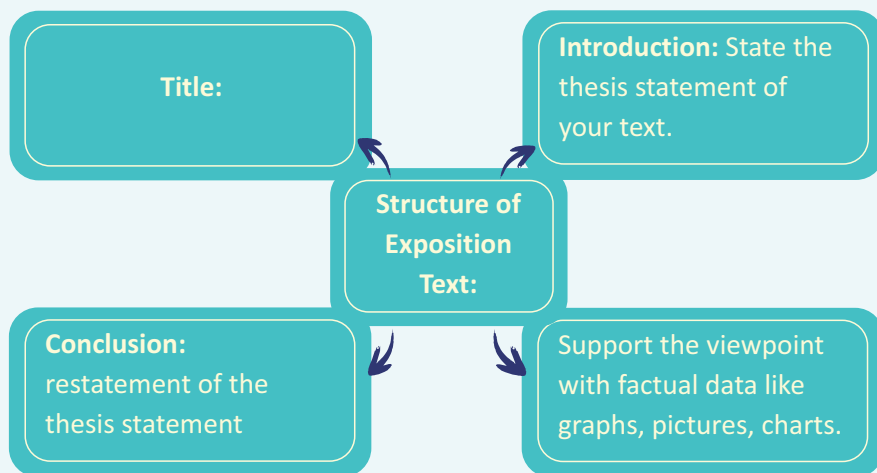 Title:
Introduction: State the
thesis statement of
your text.
Structure of
Exposition
Text:
Conclusion:
restatement of the
thesis statement
Support the viewpoint
with factual data like
graphs, pictures, charts.